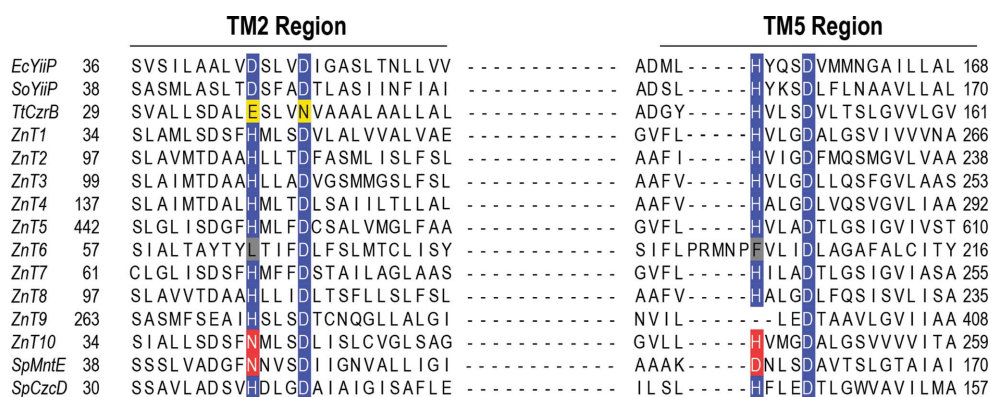 TM2 Region TM5 Region
EcYiiP 36 SVSILAALVDSLVDIGASLTNLLVV - - - - - - - - - - - - - ADML HYQSDVMMNGAILLAL 168
SoYiiP 38 SASMLASLTDSFADTLASIINFIAI - - - - - - - - - - - - - ADSL HYKSDLFLNAAVLLAL 170
TtCzrB 29 SVALLSDALESLVNVAAALAALLAL - - - - - - - - - - - - - ADGY HVLSDVLTSLGVLVGV 161
ZnT1 34 SLAMLSDSFHMLSDVLALVVALVAE - - - - - - - - - - - - - GVFL HVLGDALGSVIVVVNA 266
ZnT2 97 SLAVMTDAAHLLTDFASMLISLFSL - - - - - - - - - - - - - AAFI HVIGDFMQSMGVLVAA 238
ZnT3 99 SLAIMTDAAHLLADVGSMMGSLFSL - - - - - - - - - - - - - AAFV HVLGDLLQSFGVLAAS 253
ZnT4 137 SLAIMTDALHMLTDLSAIILTLLAL - - - - - - - - - - - - - AAFV HALGDLVQSVGVLIAA 292
ZnT5 442 SLGLISDGFHMLFDCSALVMGLFAA - - - - - - - - - - - - - GVFL HVLADTLGSIGVIVST 610
ZnT6 57 SIALTAYTYLTIFDLFSLMTCLISY - - - - - - - - - - - - - SIFLPRMNPFVLIDLAGAFALCITY 216
ZnT7 61 CLGLISDSFHMFFDSTAILAGLAAS - - - - - - - - - - - - - GVFL HILADTLGSIGVIASA 255
ZnT8 97 SLAVVTDAAHLLIDLTSFLLSLFSL - - - - - - - - - - - - - AAFV HALGDLFQSISVLISA 235
ZnT9 263 SASMFSEAIHSLSDTCNQGLLALGI - - - - - - - - - - - - - NVIL - - LEDTAAVLGVIIAA 408
ZnT10 34 SIALLSDSFNMLSDLISLCVGLSAG - - - - - - - - - - - - - GVLL HVMGDALGSVVVVITA 259
SpMntE 38 SSSLVADGFNNVSDIIGNVALLIGI - - - - - - - - - - - - - AAAK DNLSDAVTSLGTAIAI 170
SpCzcD 30 SSAVLADSVHDLGDAIAIGISAFLE - - - - - - - - - - - - - ILSL HFLEDTLGWVAVILMA 157